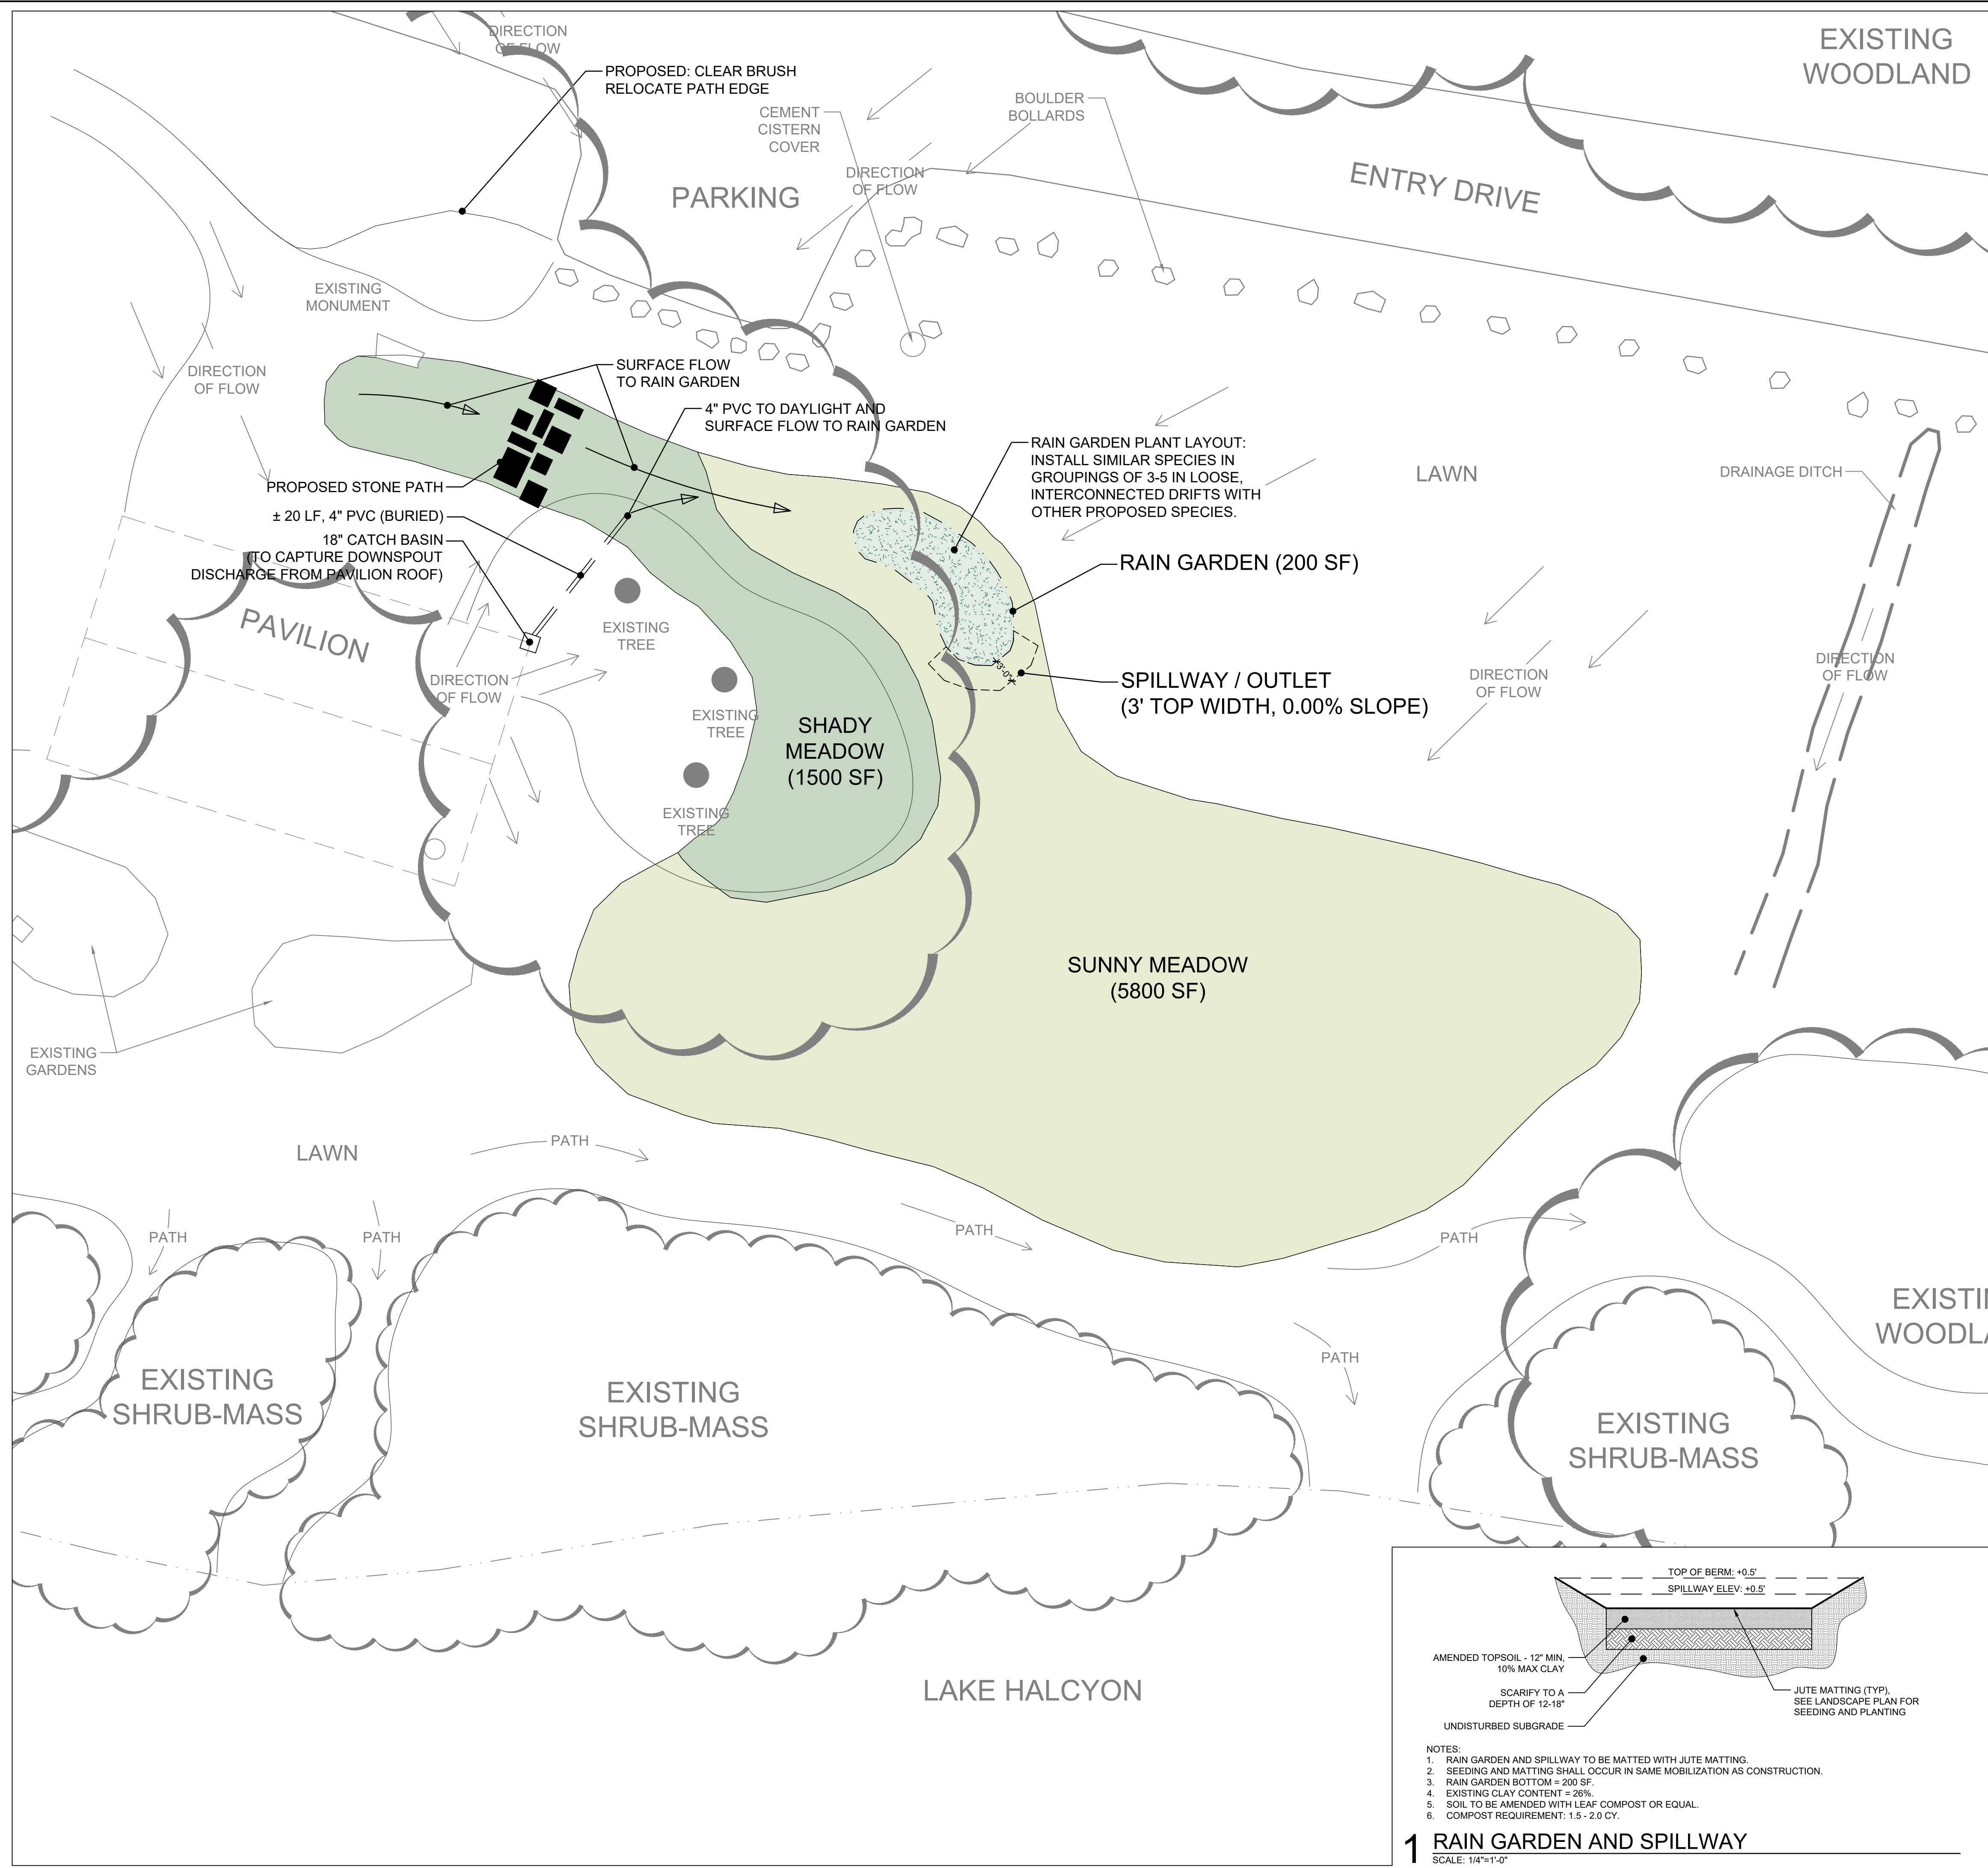 DIRECTION
OF FLOW
EXISTING
WOODLAND
PROPOSED: CLEAR BRUSH
RELOCATE PATH EDGE
CEMENT
CISTERN
COVER
BOULDER
BOLLARDS
DIRECTION
OF FLOW
PARKING
ENTRY DRIVE
EXISTING
MONUMENT
DIRECTION
OF FLOW
SURFACE FLOW
TO RAIN GARDEN
4" PVC TO DAYLIGHT AND
SURFACE FLOW TO RAIN GARDEN
RAIN GARDEN PLANT LAYOUT:
INSTALL SIMILAR SPECIES IN
GROUPINGS OF 3-5 IN LOOSE,
INTERCONNECTED DRIFTS WITH
OTHER PROPOSED SPECIES.
LAWN
DRAINAGE DITCH
PROPOSED STONE PATH
± 20 LF, 4" PVC (BURIED)
18" CATCH BASIN
(TO CAPTURE DOWNSPOUT
DISCHARGE FROM PAVILION ROOF)
RAIN GARDEN (200 SF)
PAVILION
EXISTING
TREE
DIRECTION
OF FLOW
3'-0"
SPILLWAY / OUTLET
(3' TOP WIDTH, 0.00% SLOPE)
DIRECTION
OF FLOW
DIRECTION
OF FLOW
EXISTING
TREE
SHADY
MEADOW
(1500 SF)
EXISTING
TREE
SUNNY MEADOW
(5800 SF)
EXISTING
GARDENS
LAWN
PATH
PATH
PATH
PATH
PATH
PATH
EXISTING
SHRUB-MASS
EXISTING
SHRUB-MASS
EXISTI
WOODLA
EXISTING
SHRUB-MASS
LAKE HALCYON
TOP OF BERM: +0.5'
SPILLWAY ELEV: +0.5'
AMENDED TOPSOIL - 12" MIN,
10% MAX CLAY
SCARIFY TO A
DEPTH OF 12-18"
UNDISTURBED SUBGRADE
JUTE MATTING (TYP),
SEE LANDSCAPE PLAN FOR
SEEDING AND PLANTING
NOTES:
1. RAIN GARDEN AND SPILLWAY TO BE MATTED WITH JUTE MATTING.
2. SEEDING AND MATTING SHALL OCCUR IN SAME MOBILIZATION AS CONSTRUCTION.
3. RAIN GARDEN BOTTOM = 200 SF.
4. EXISTING CLAY CONTENT = 26%.
5. SOIL TO BE AMENDED WITH LEAF COMPOST OR EQUAL.
6. COMPOST REQUIREMENT: 1.5 - 2.0 CY.
1 RAIN GARDEN AND SPILLWAY
SCALE: 1/4"=1'-0"